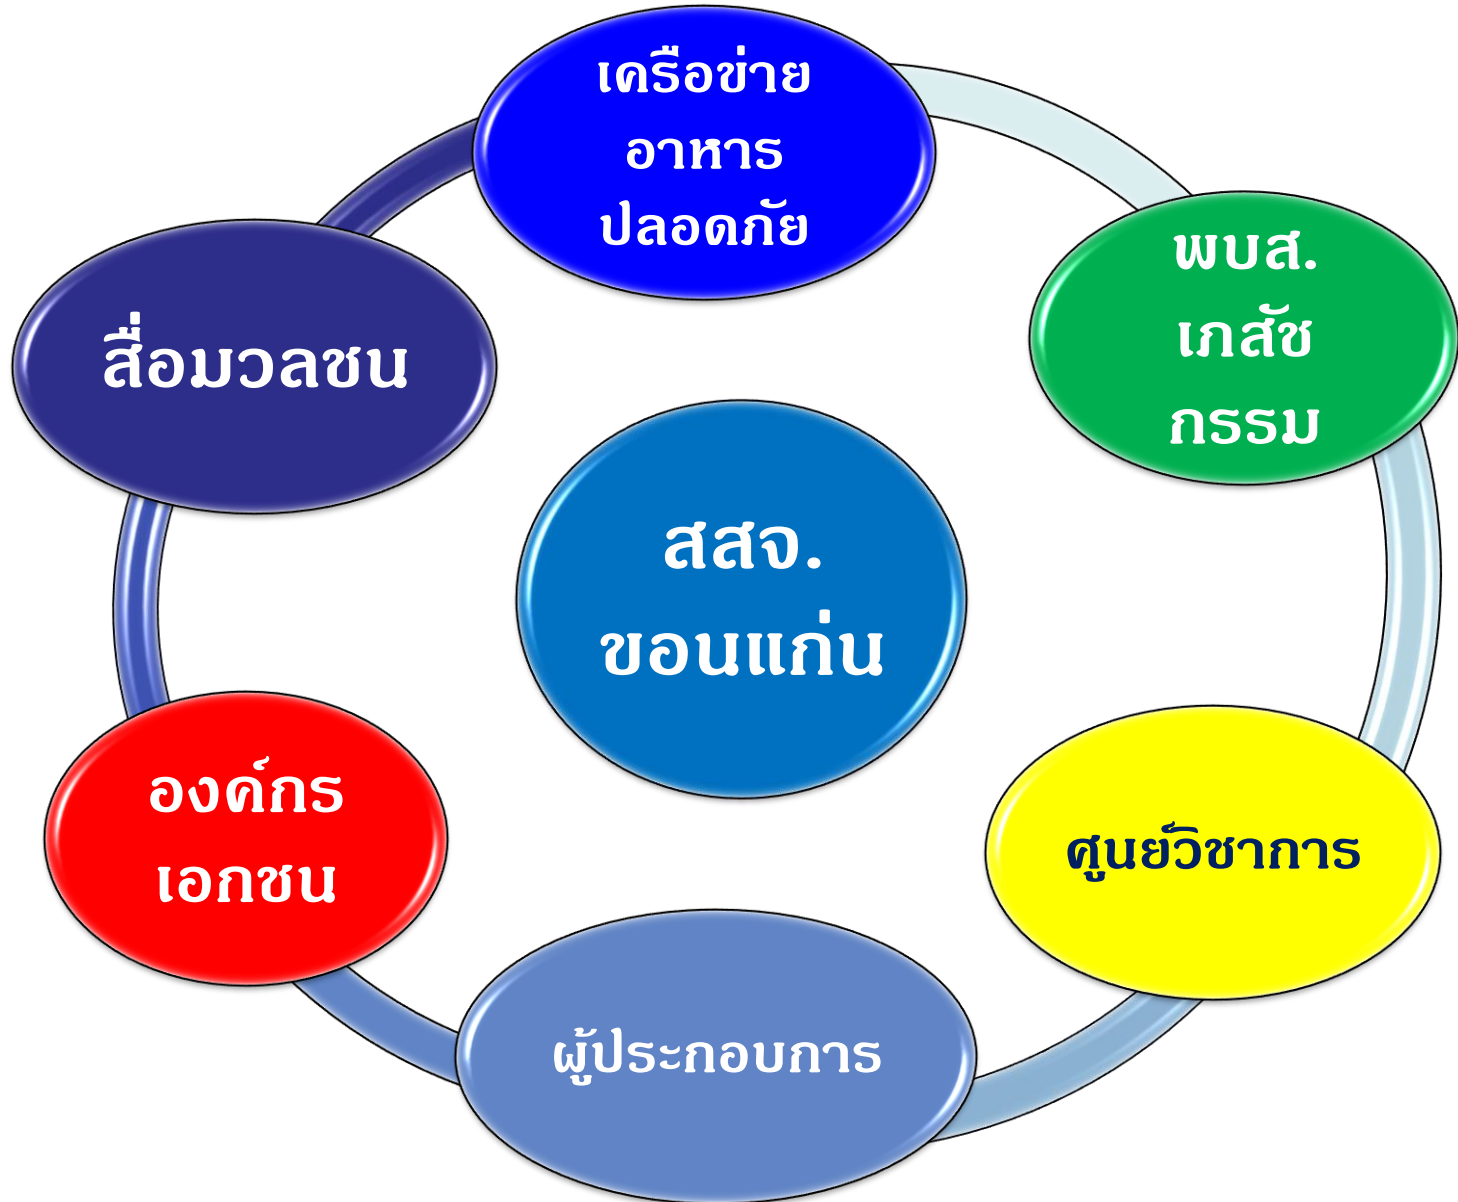 เครือข่าย
อาหาร
ปลอดภัย
พบส.
เภสัช
กรรม
สื่อมวลชน
สสจ.
ขอนแก่น
องค์กร
เอกชน
ศูนย์วิชาการ
ผู้ประกอบการ